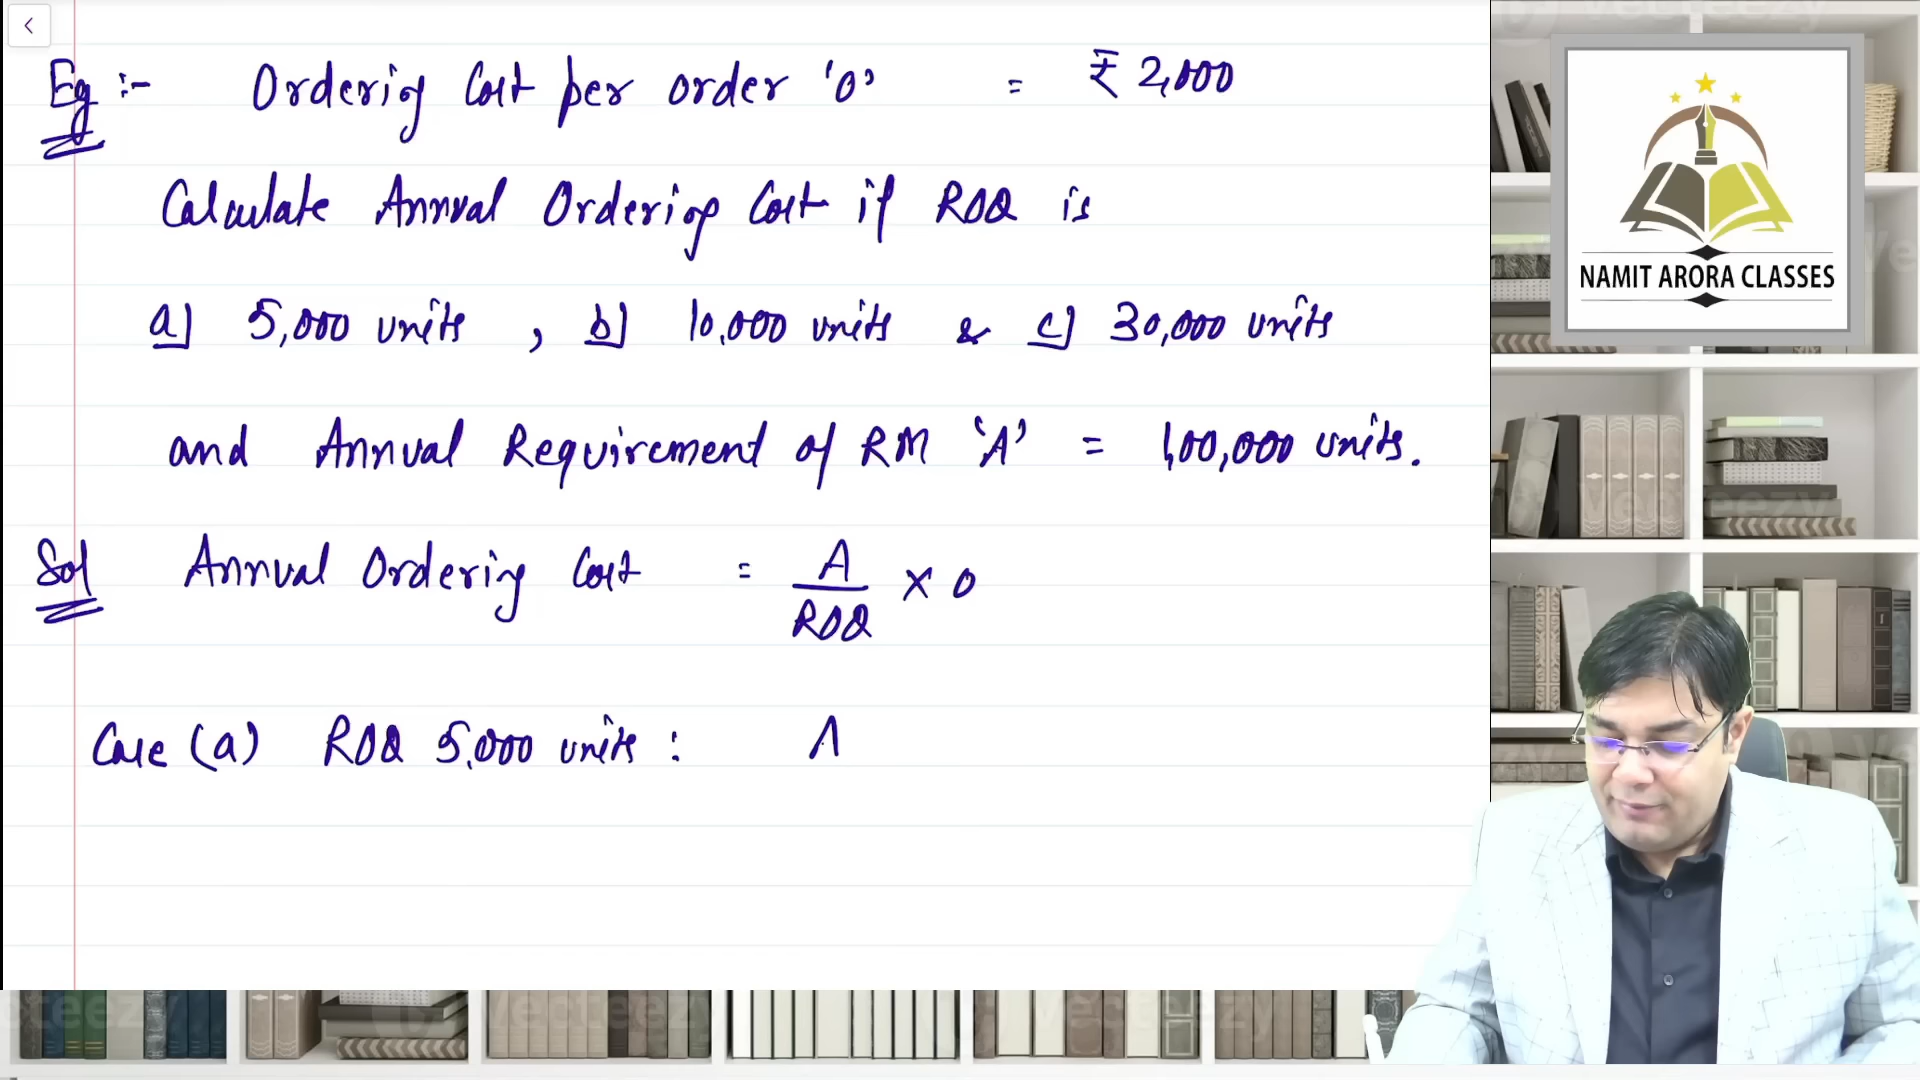 Eg :- Ordering Cost per order 'O' = ₹ 2,000
Calculate Annual Ordering Cost if ROQ is
a] 5,000 units , b] 10,000 units & c] 30,000 units
and Annual Requirement of RM 'A' = 1,00,000 units.
Sol Annual Ordering Cost = A / ROQ × O
Case (a) ROQ 5,000 units : A
NAMIT ARORA CLASSES